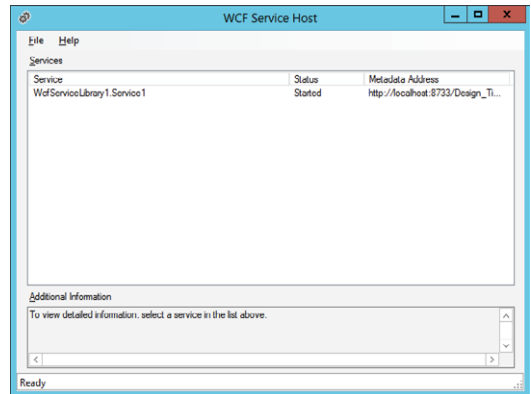 WCF Service Host
File Help
Services
Service Status Metadata Address
WcfServiceLibrary1.Service1 Started http://localhost:8733/Design_Ti...
Additional Information
To view detailed information, select a service in the list above.
Ready